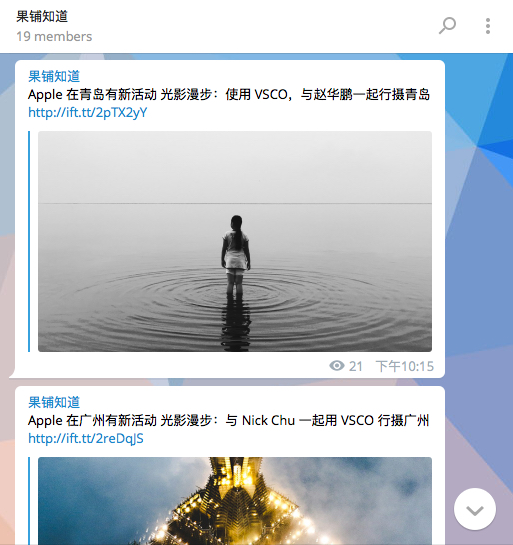 果铺知道
19 members
果铺知道
Apple 在青岛有新活动 光影漫步：使用 VSCO，与赵华鹏一起行摄青岛
http://ift.tt/2pTX2yY
21 下午10:15
果铺知道
Apple 在广州有新活动 光影漫步：与 Nick Chu 一起用 VSCO 行摄广州
http://ift.tt/2reDqJS